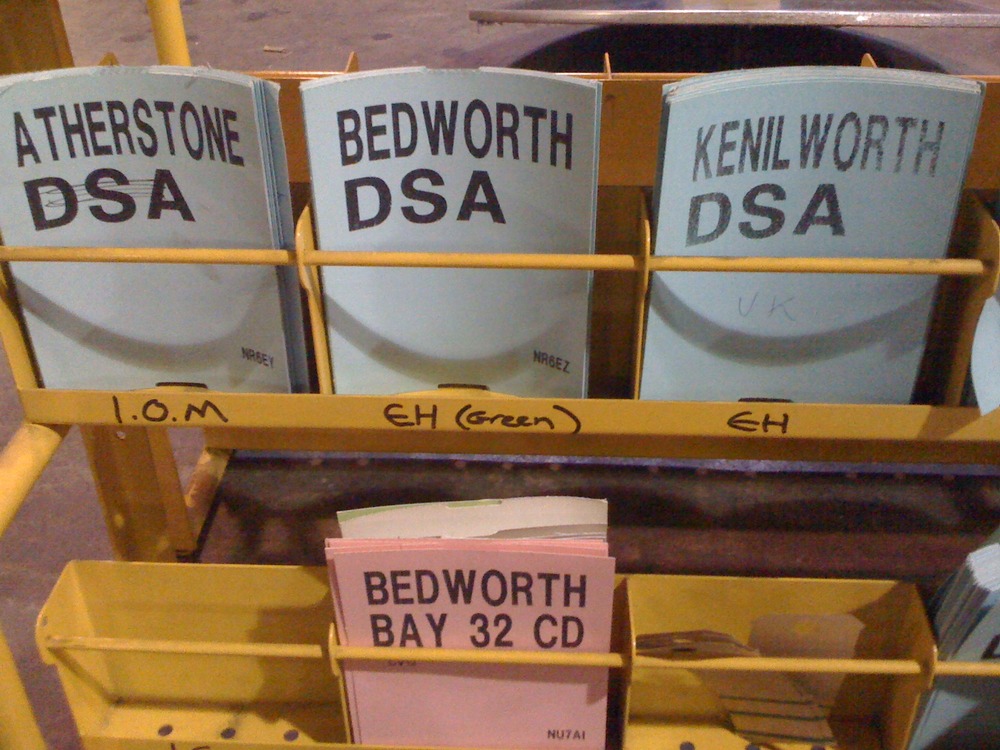 ATHERSTONE
DSA
NR6EY
BEDWORTH
DSA
NR6EZ
KENILWORTH
DSA
UK
I.O.M
EH (Green)
EH
BEDWORTH
BAY 32 CD
NU7AI